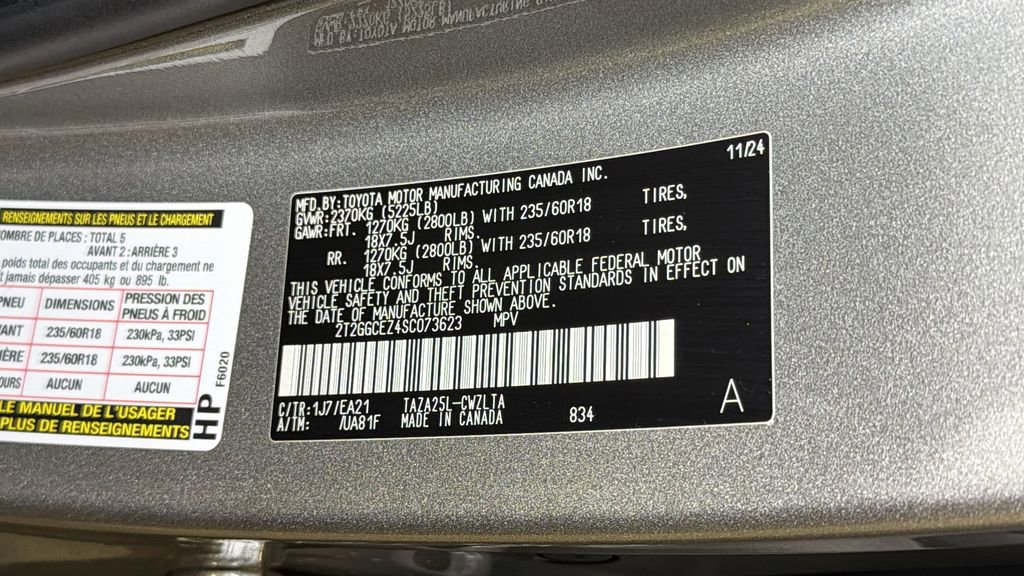 11/24
MFD.BY:TOYOTA MOTOR MANUFACTURING CANADA INC.
GVWR:2370KG (5225LB)
GAWR:FRT. 1270KG (2800LB) WITH 235/60R18 TIRES,
18X7.5J RIMS,
RR. 1270KG (2800LB) WITH 235/60R18 TIRES,
18X7.5J RIMS.
THIS VEHICLE CONFORMS TO ALL APPLICABLE FEDERAL MOTOR
VEHICLE SAFETY AND THEFT PREVENTION STANDARDS IN EFFECT ON
THE DATE OF MANUFACTURE SHOWN ABOVE.
2T2GGCEZ4SC073623 MPV
C/TR:1J7/EA21 TAZA25L-CWZLTA
A/TM: /UA81F MADE IN CANADA 834
A
RENSEIGNEMENTS SUR LES PNEUS ET LE CHARGEMENT
NOMBRE DE PLACES : TOTAL 5
AVANT 2 : ARRIÈRE 3
poids total des occupants et du chargement ne
t jamais dépasser 405 kg ou 895 lb.
PNEU DIMENSIONS PRESSION DES
PNEUS À FROID
VANT 235/60R18 230kPa, 33PSI
IÈRE 235/60R18 230kPa, 33PSI
OURS AUCUN AUCUN
LE MANUEL DE L'USAGER
PLUS DE RENSEIGNEMENTS
HP F6020